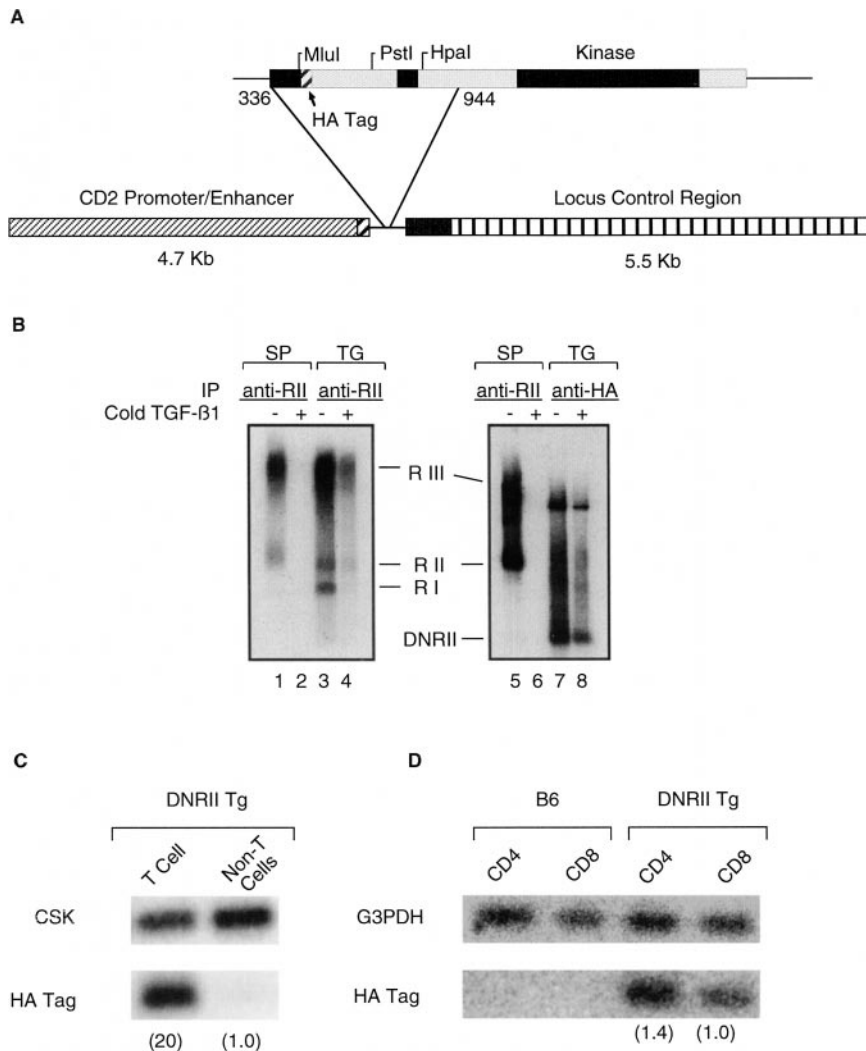 A
MluI PstI HpaI Kinase
336 944
HA Tag
CD2 Promoter/Enhancer Locus Control Region
4.7 Kb 5.5 Kb
B
SP TG SP TG
IP anti-RII anti-RII anti-RII anti-HA
Cold TGF-ß1 - + - + - + - +
R III
R II
R I
DNRII
1 2 3 4 5 6 7 8
C
DNRII Tg
T Cell Non-T Cells
CSK
HA Tag
(20) (1.0)
D
B6 DNRII Tg
CD4 CD8 CD4 CD8
G3PDH
HA Tag
(1.4) (1.0)